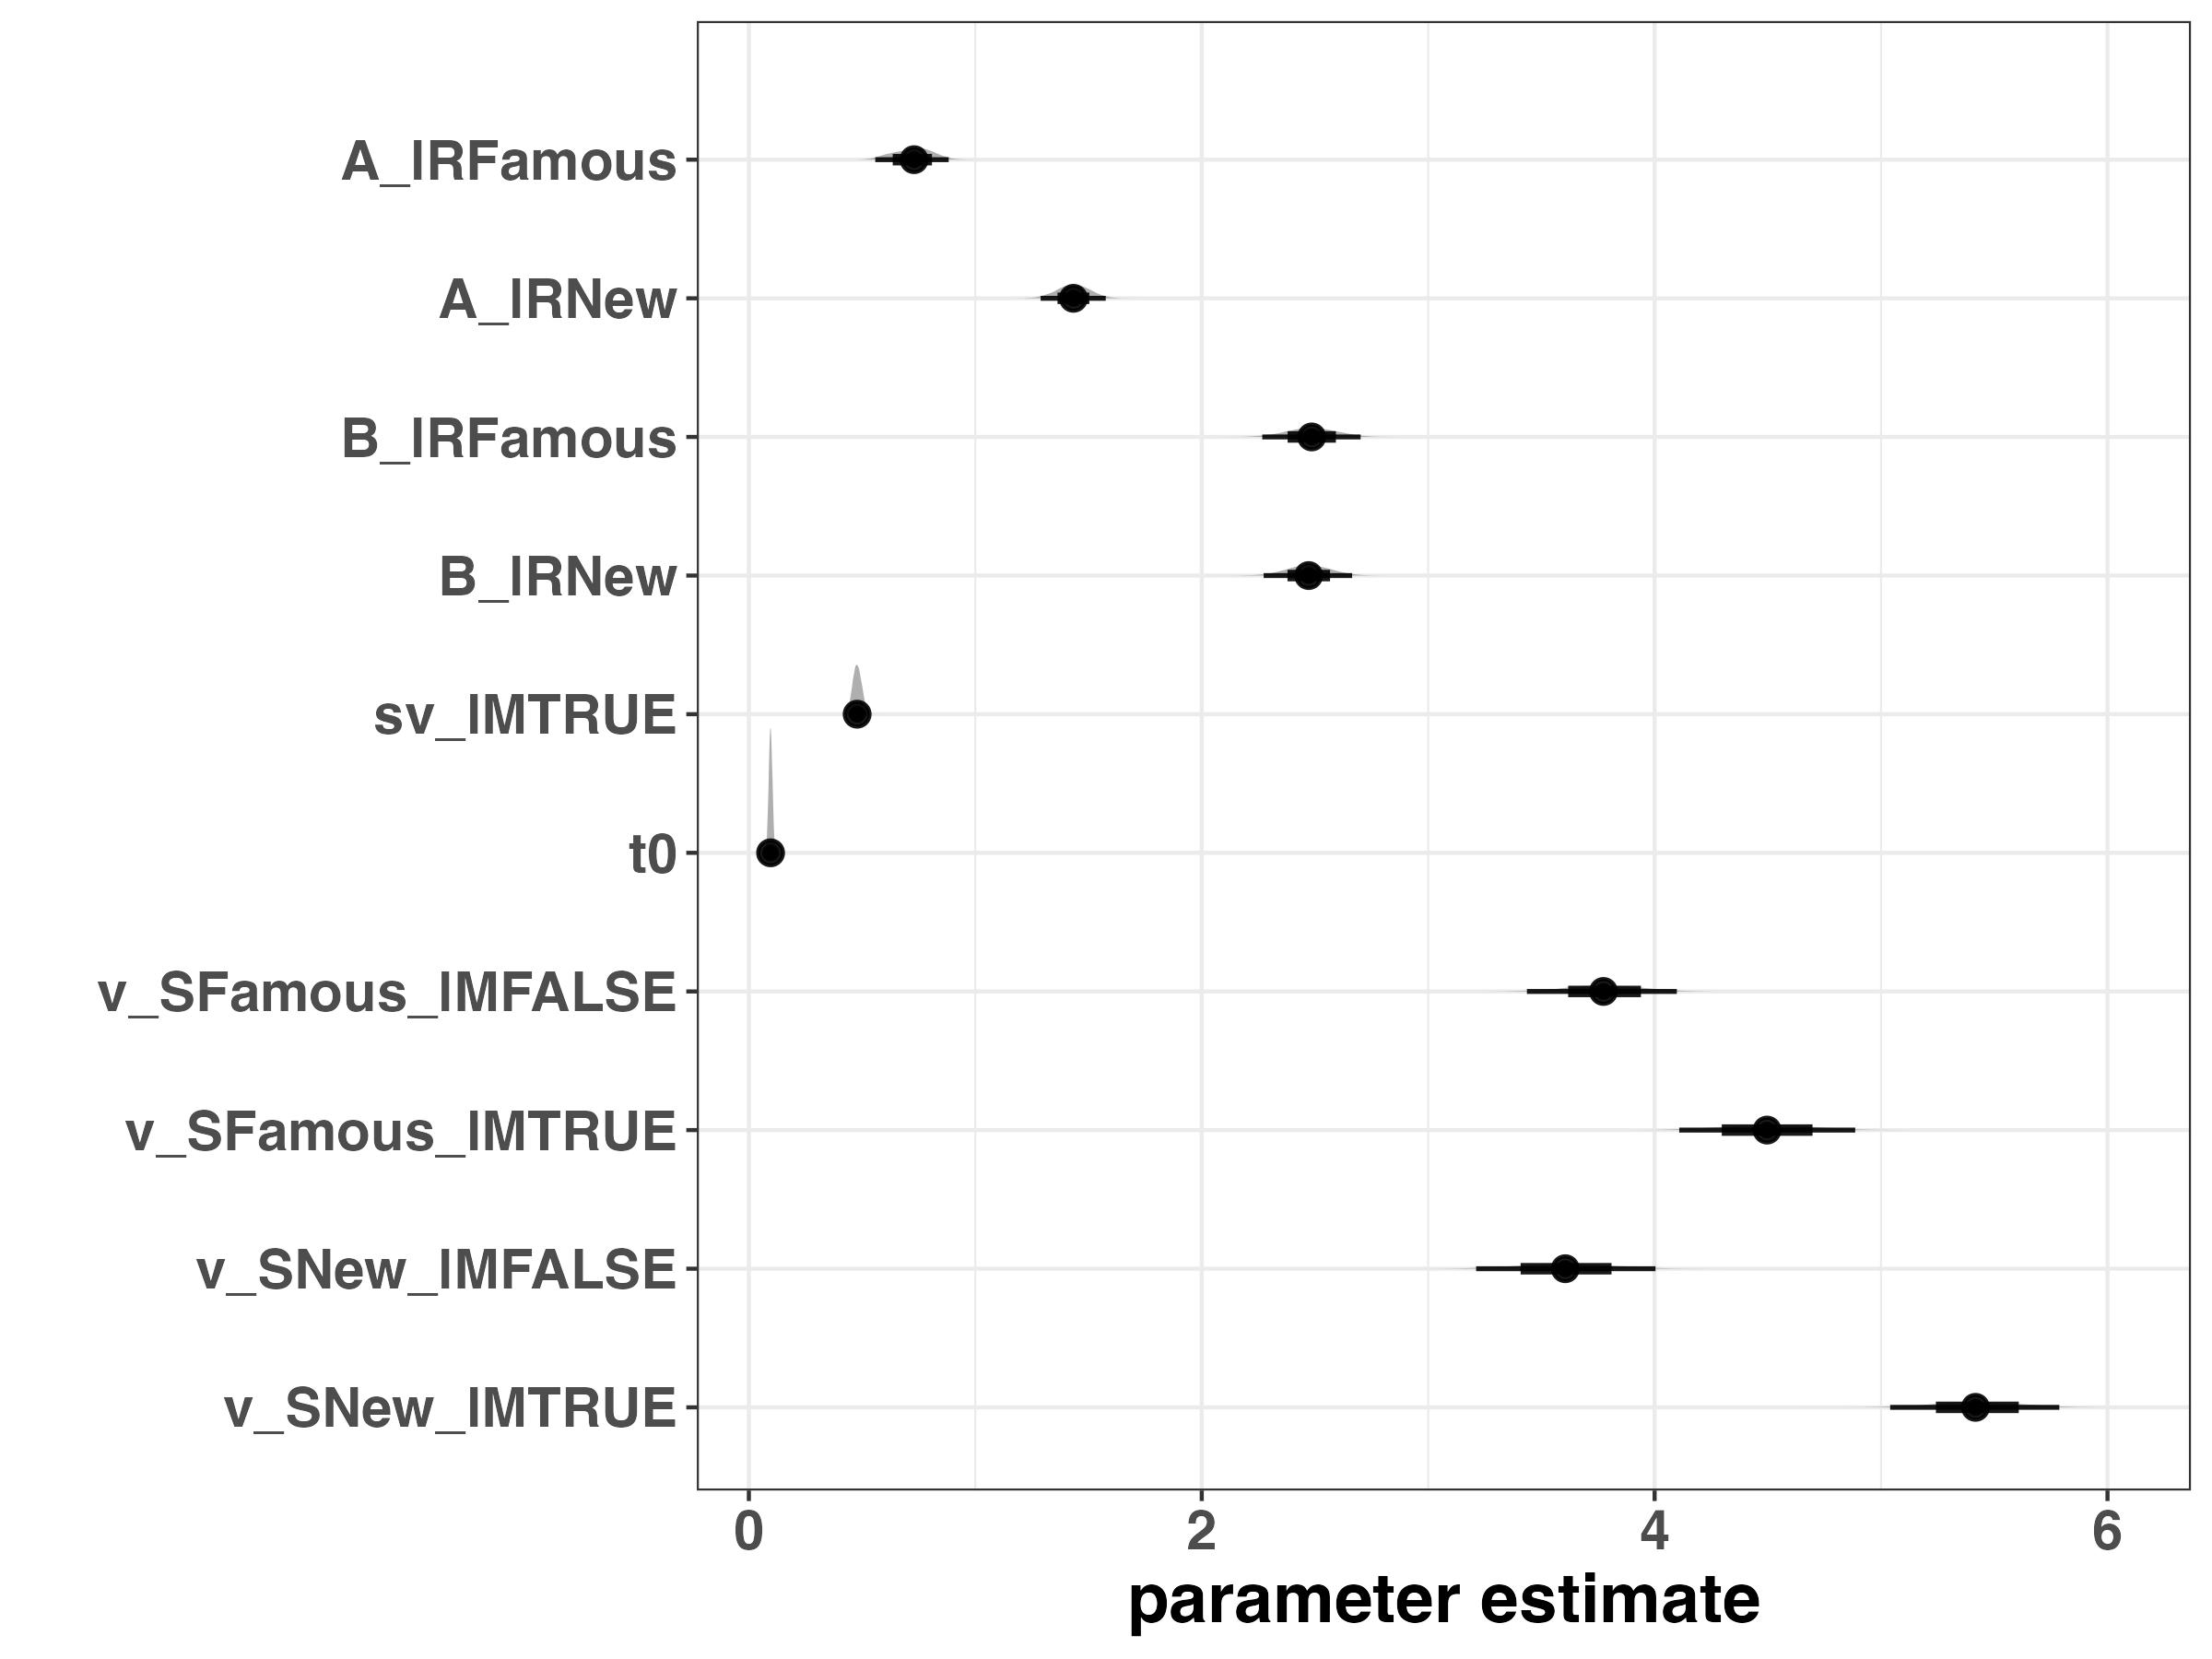 A_IRFamous
A_IRNew
B_IRFamous
B_IRNew
sv_IMTRUE
t0
v_SFamous_IMFALSE
v_SFamous_IMTRUE
v_SNew_IMFALSE
v_SNew_IMTRUE
0 2 4 6
parameter estimate